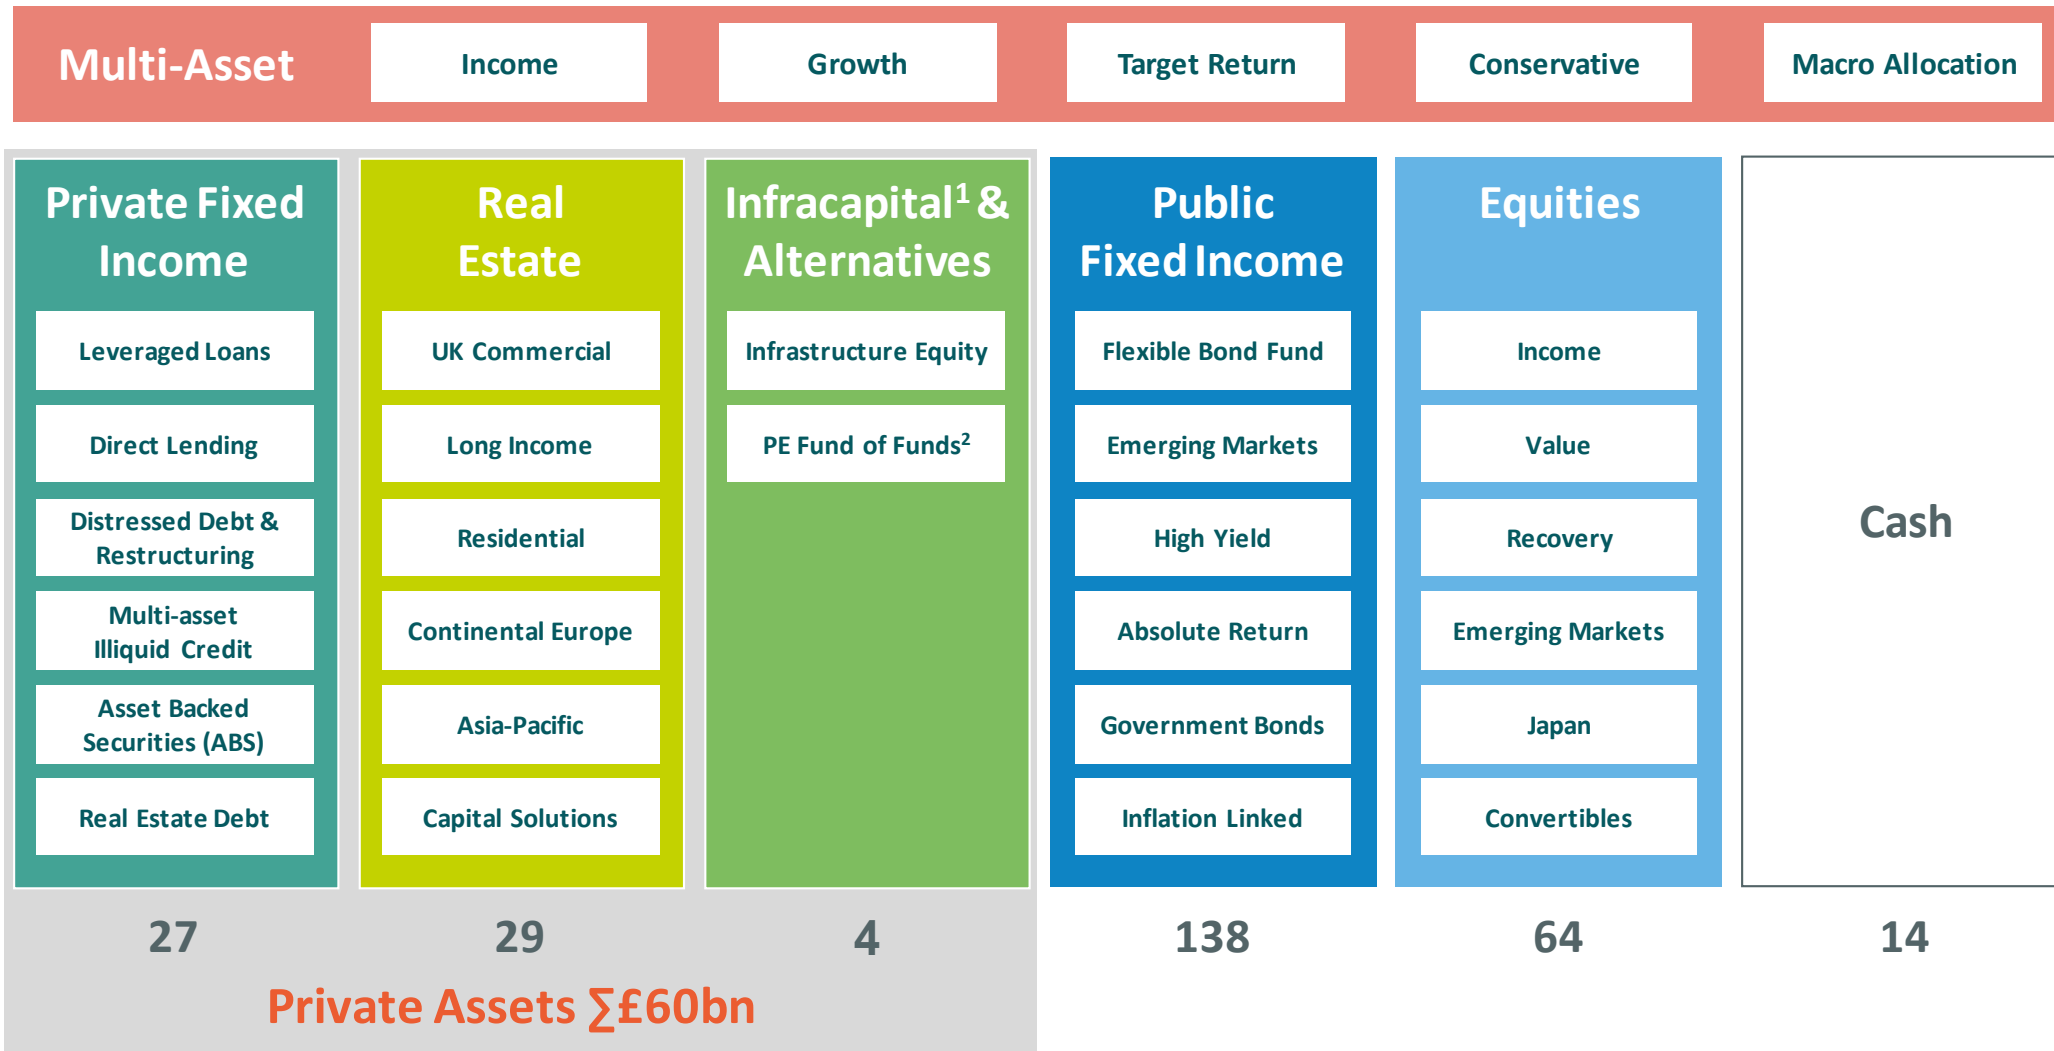 Multi-Asset
Income
Growth
Target Return
Conservative
Macro Allocation
Private Fixed
Income
Leveraged Loans
Direct Lending
Distressed Debt &
Restructuring
Multi-asset
Illiquid Credit
Asset Backed
Securities (ABS)
Real Estate Debt
27
Real
Estate
UK Commercial
Long Income
Residential
Continental Europe
Asia-Pacific
Capital Solutions
29
Infracapital¹ &
Alternatives
Infrastructure Equity
PE Fund of Funds²
4
Private Assets ∑£60bn
Public
Fixed Income
Flexible Bond Fund
Emerging Markets
High Yield
Absolute Return
Government Bonds
Inflation Linked
138
Equities
Income
Value
Recovery
Emerging Markets
Japan
Convertibles
64
Cash
14